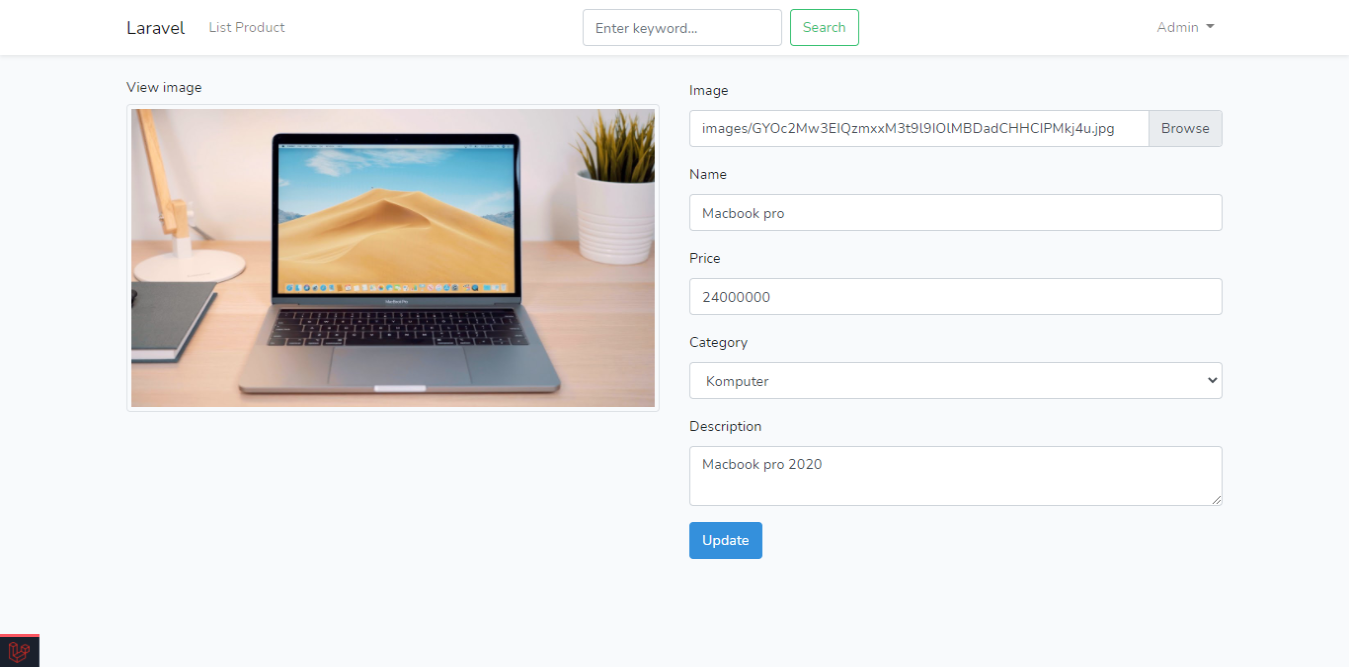 Laravel
List Product
Enter keyword...
Search
Admin
View image
MacBook Pro
Image
images/GYOc2Mw3EIQzmxxM3t9l9IOlMBDadCHHCIPMkj4u.jpg
Browse
Name
Macbook pro
Price
24000000
Category
Komputer
Description
Macbook pro 2020
Update